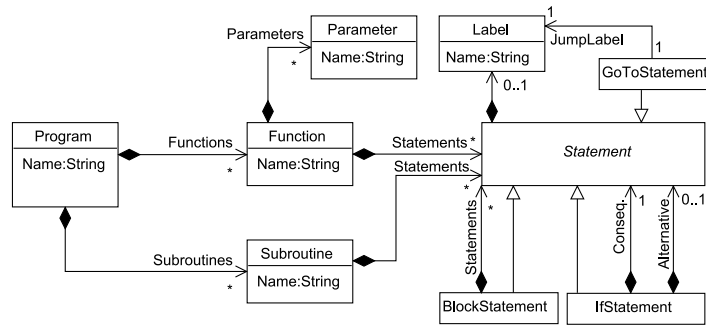 Parameters
*
Parameter
Name:String
Label
Name:String
1
JumpLabel
1
GoToStatement
0..1
Program
Name:String
Functions
*
Function
Name:String
Statements
*
Statements
*
Statement
Subroutines
*
Subroutine
Name:String
Statements
*
Conseq.
1
Alternative
0..1
BlockStatement
IfStatement